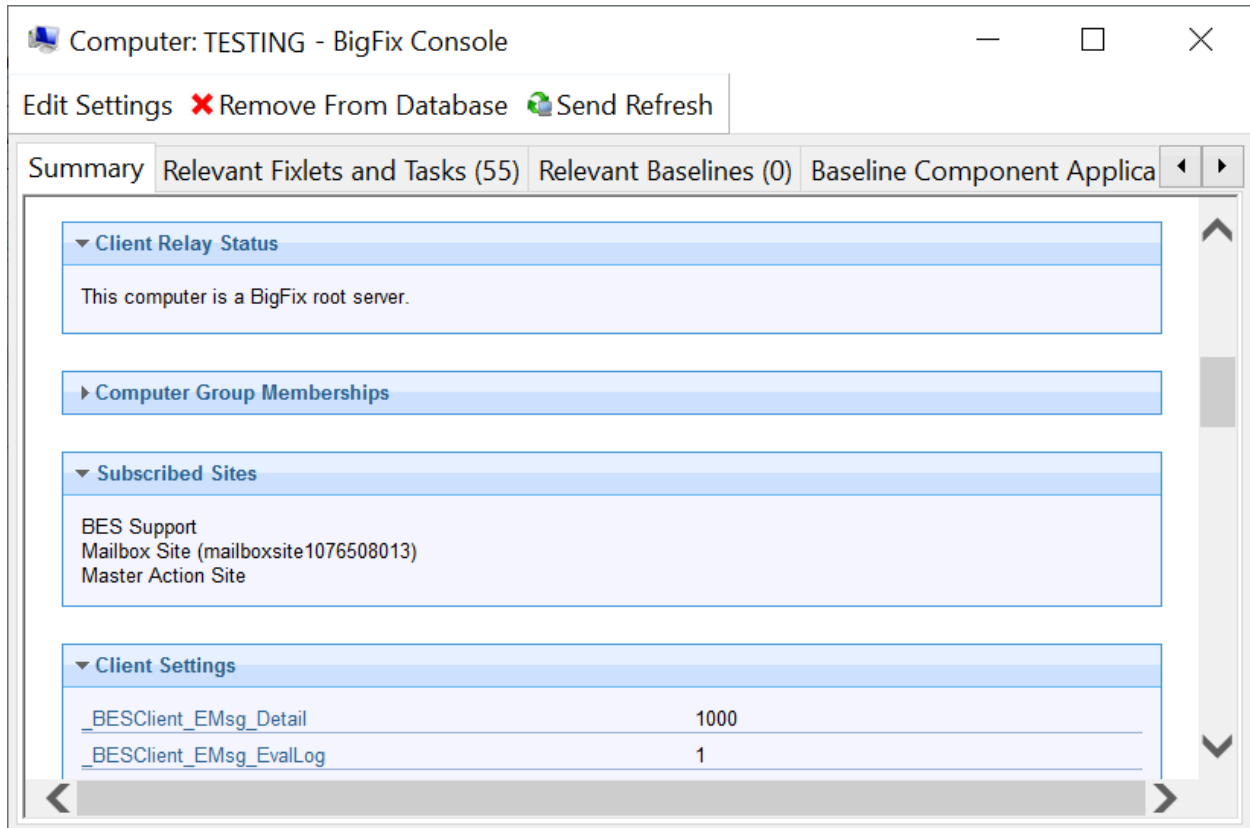 Computer: TESTING - BigFix Console
Edit Settings Remove From Database Send Refresh
Summary Relevant Fixlets and Tasks (55) Relevant Baselines (0) Baseline Component Applica
Client Relay Status
This computer is a BigFix root server.
Computer Group Memberships
Subscribed Sites
BES Support
Mailbox Site (mailboxsite1076508013)
Master Action Site
Client Settings
_BESClient_EMsg_Detail 1000
_BESClient_EMsg_EvalLog 1